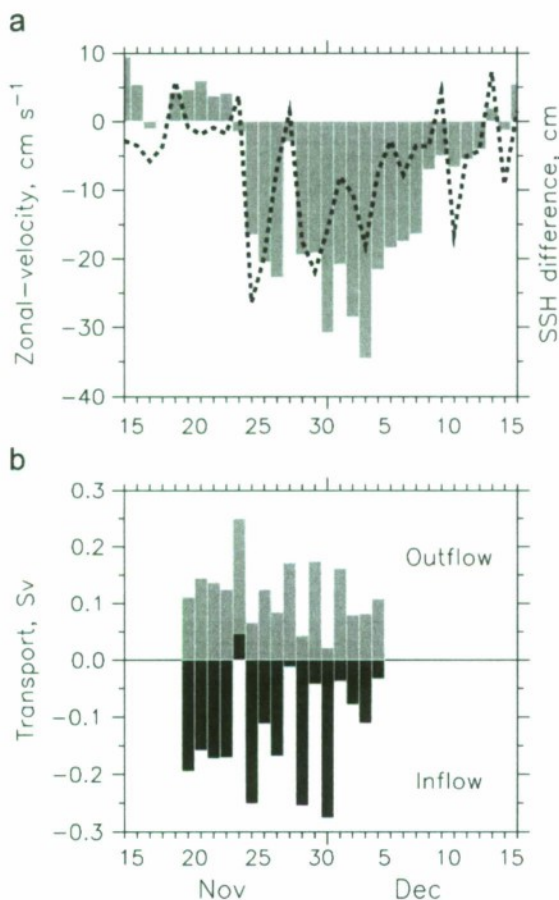 a
Zonal-velocity, cm s⁻¹
10
0
-10
-20
-30
-40
SSH difference, cm
15 20 25 30 5 10 15
b
Transport, Sv
0.3
0.2
0.1
0.0
-0.1
-0.2
-0.3
Outflow
Inflow
15 20 25 30 5 10 15
Nov Dec